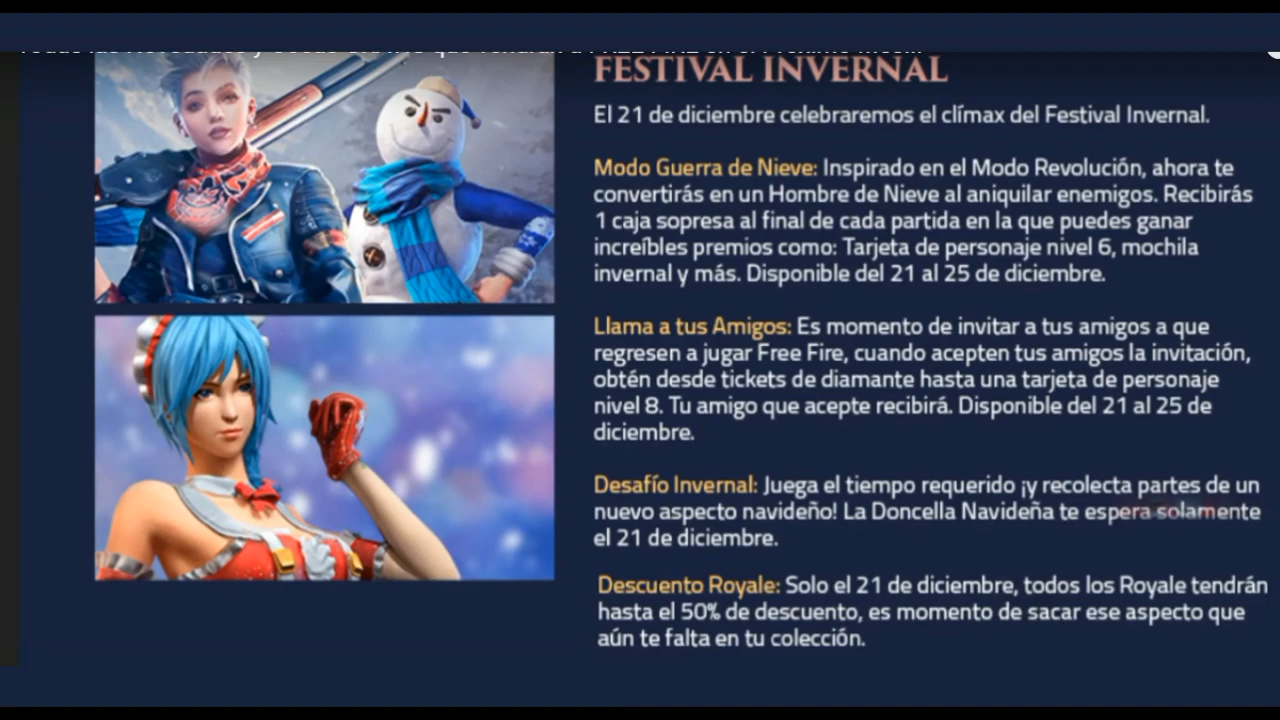 FESTIVAL INVERNAL
El 21 de diciembre celebraremos el clímax del Festival Invernal.
Modo Guerra de Nieve: Inspirado en el Modo Revolución, ahora te
convertirás en un Hombre de Nieve al aniquilar enemigos. Recibirás
1 caja sopresa al final de cada partida en la que puedes ganar
increíbles premios como: Tarjeta de personaje nivel 6, mochila
invernal y más. Disponible del 21 al 25 de diciembre.
Llama a tus Amigos: Es momento de invitar a tus amigos a que
regresen a jugar Free Fire, cuando acepten tus amigos la invitación,
obtén desde tickets de diamante hasta una tarjeta de personaje
nivel 8. Tu amigo que acepte recibirá. Disponible del 21 al 25 de
diciembre.
Desafío Invernal: Juega el tiempo requerido ¡y recolecta partes de un
nuevo aspecto navideño! La Doncella Navideña te espera solamente
el 21 de diciembre.
Descuento Royale: Solo el 21 de diciembre, todos los Royale tendrán
hasta el 50% de descuento, es momento de sacar ese aspecto que
aún te falta en tu colección.